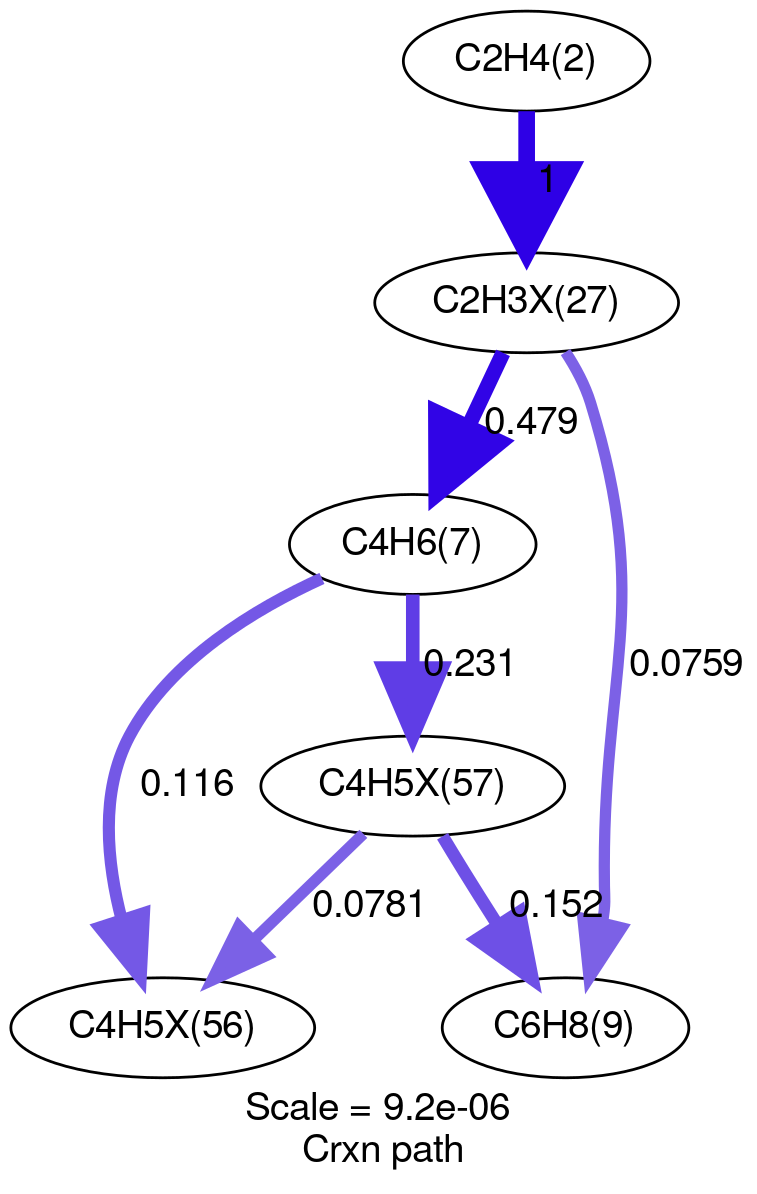 C2H4(2)
1
C2H3X(27)
0.479
C4H6(7)
0.231
0.0759
0.116
C4H5X(57)
0.0781
0.152
C4H5X(56)
C6H8(9)
Scale = 9.2e-06
Crxn path